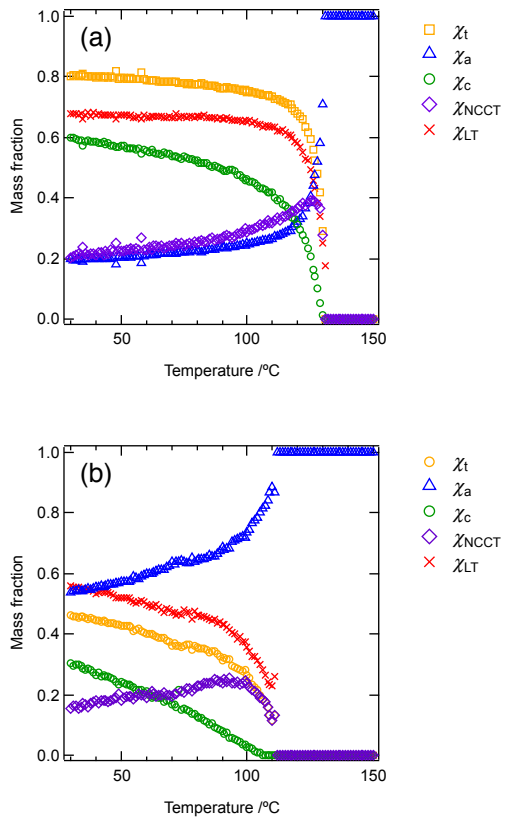 (a)
1.0
0.8
0.6
0.4
0.2
0.0
Mass fraction
50
100
150
Temperature /ºC
χt
χa
χc
χNCCT
χLT
(b)
1.0
0.8
0.6
0.4
0.2
0.0
Mass fraction
50
100
150
Temperature /ºC
χt
χa
χc
χNCCT
χLT